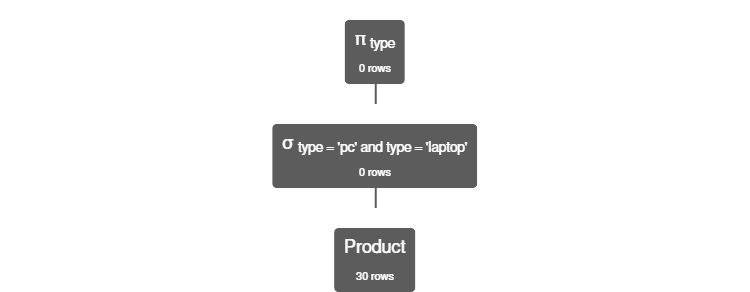 π type
0 rows
σ type = 'pc' and type = 'laptop'
0 rows
Product
30 rows